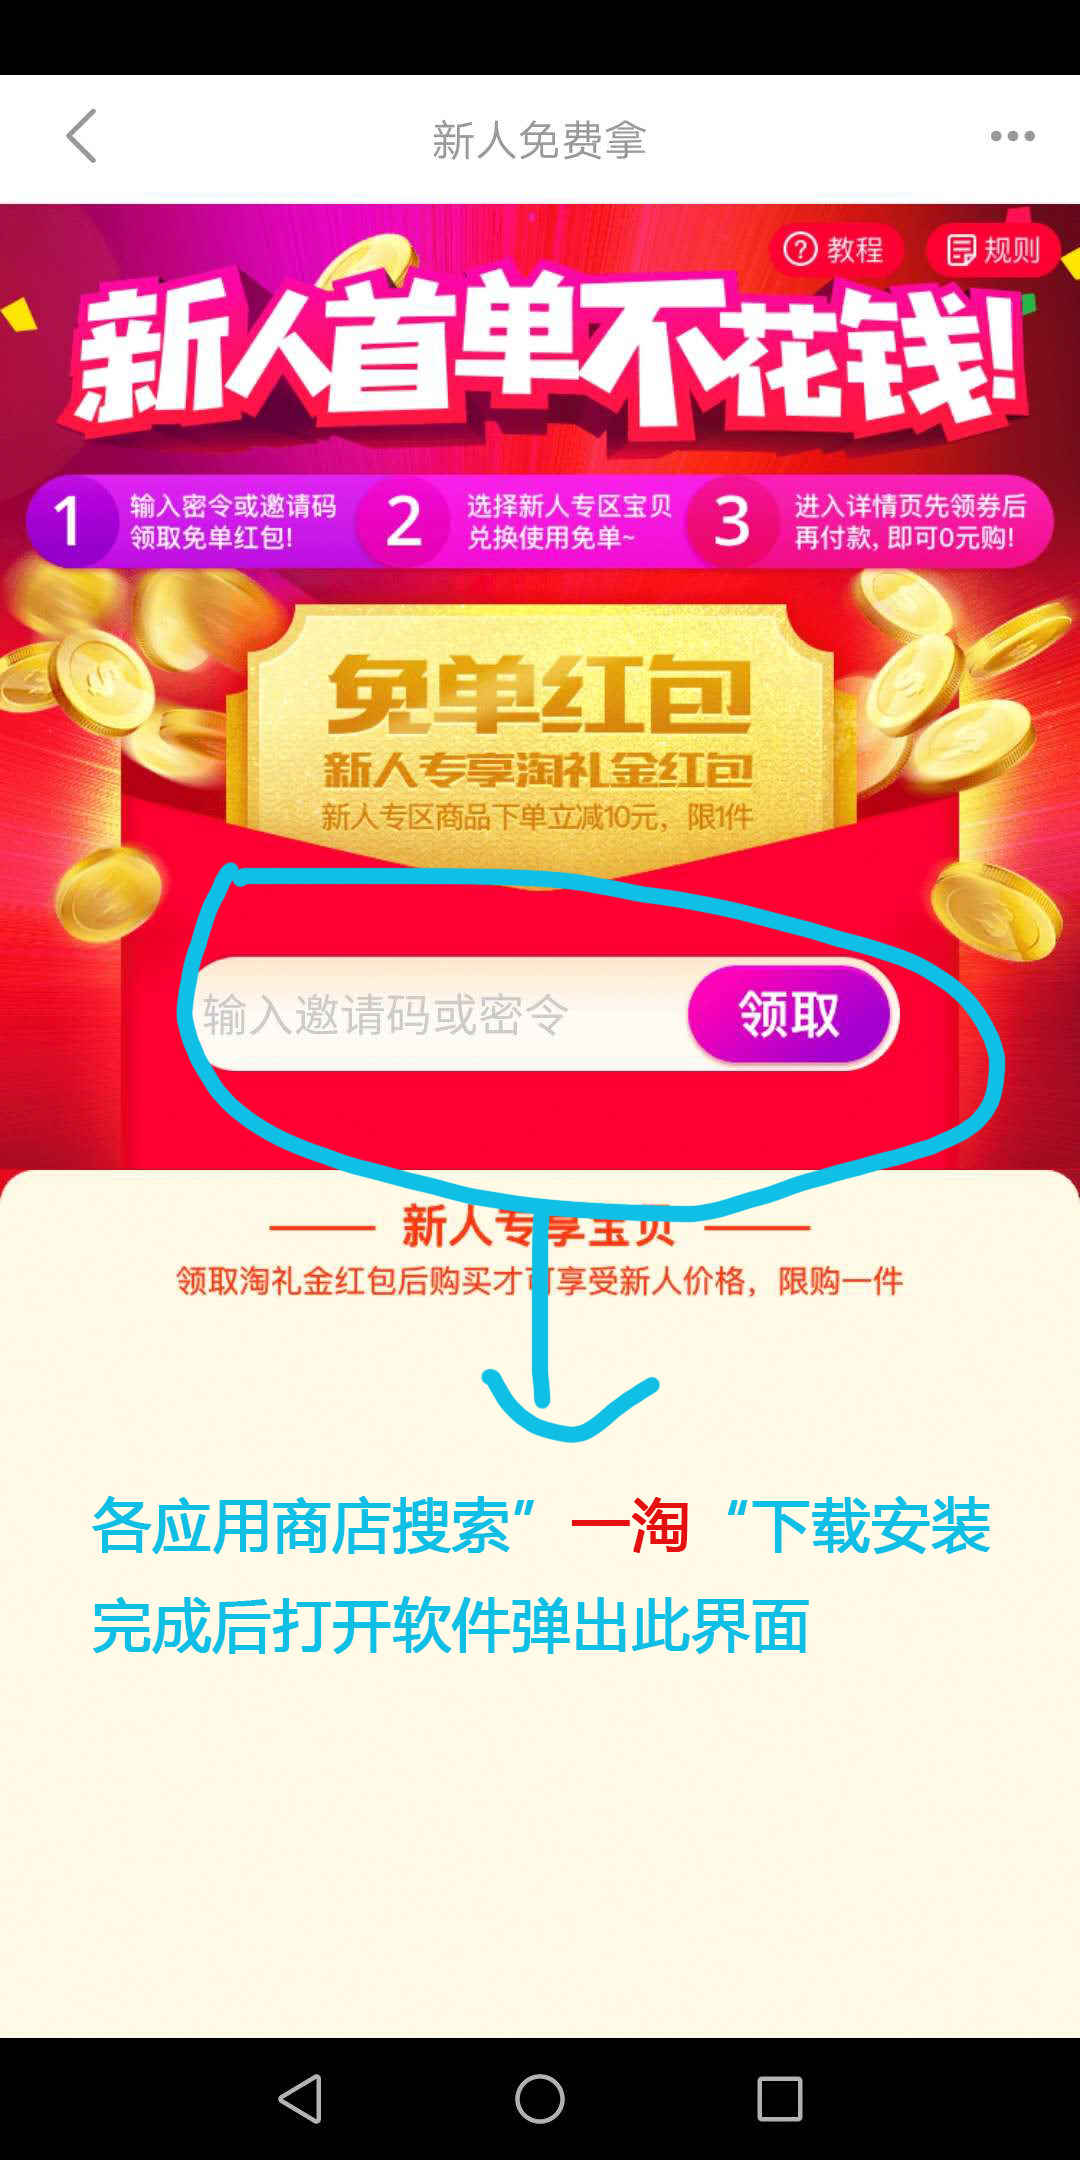 新人免费拿
教程
规则
新人首单不花钱!
1 输入密令或邀请码
领取免单红包!
2 选择新人专区宝贝
兑换使用免单~
3 进入详情页先领券后
再付款,即可0元购!
免单红包
新人专享淘礼金红包
新人专区商品下单立减10元,限1件
输入邀请码或密令
领取
新人专享宝贝
领取淘礼金红包后购买才可享受新人价格,限购一件
各应用商店搜索”一淘“下载安装
完成后打开软件弹出此界面